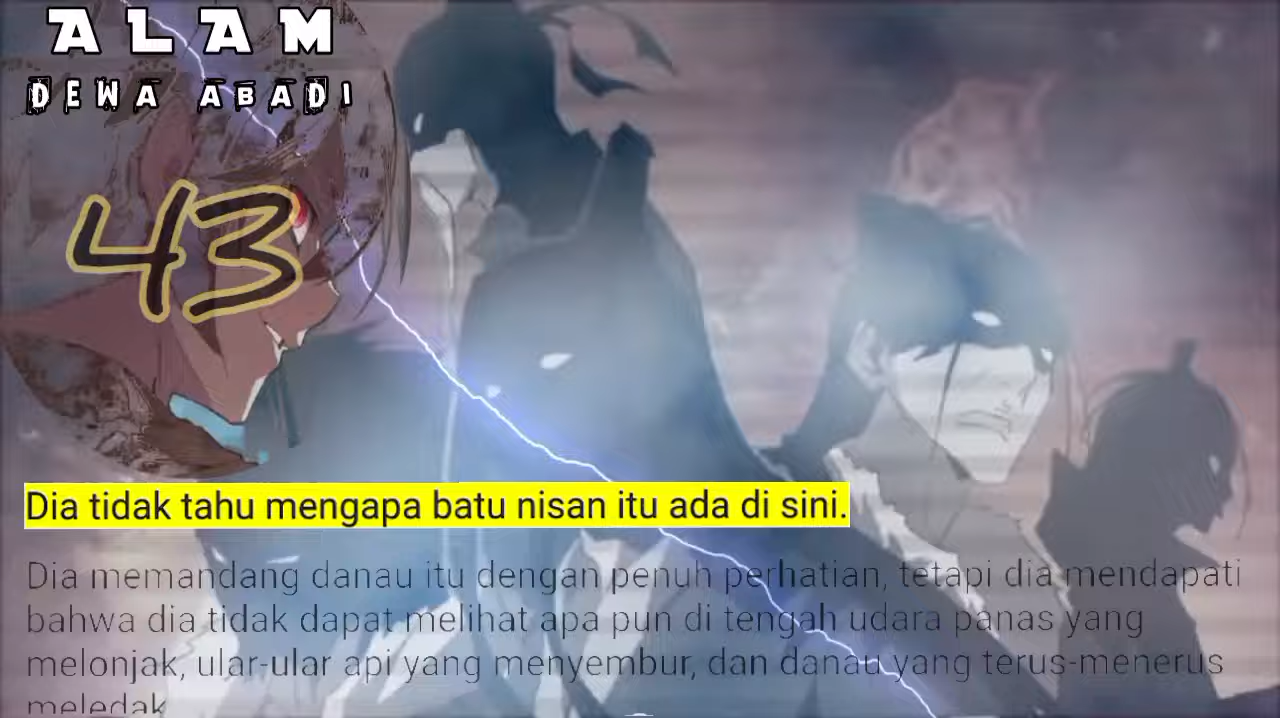 ALAM
DEWA ABADI
43
Dia tidak tahu mengapa batu nisan itu ada di sini.
Dia memandang danau itu dengan penuh perhatian, tetapi dia mendapati
bahwa dia tidak dapat melihat apa pun di tengah udara panas yang
melonjak, ular-ular api yang menyembur, dan danau yang terus-menerus
meledak